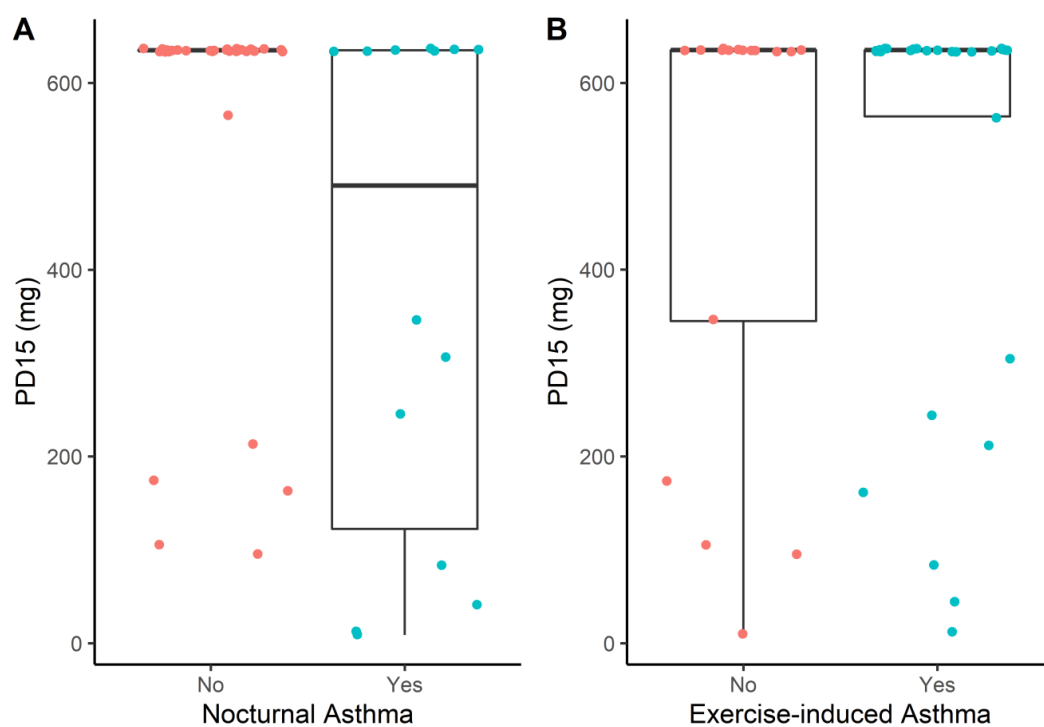 A
PD15 (mg)
600
400
200
0
No
Yes
Nocturnal Asthma
B
PD15 (mg)
600
400
200
0
No
Yes
Exercise-induced Asthma